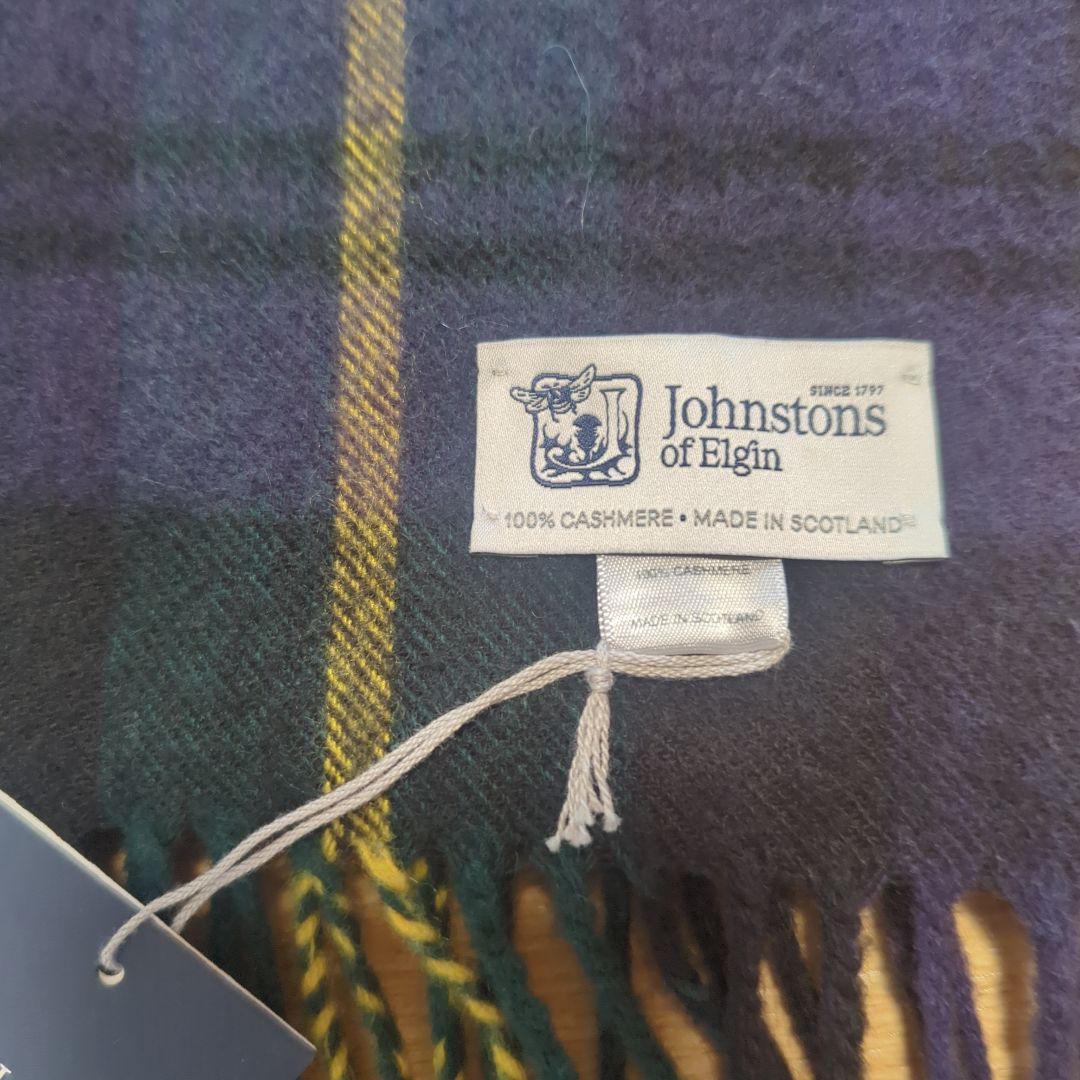 SINCE 1797
Johnstons
of Elgin
100% CASHMERE • MADE IN SCOTLAND
100% CASHMERE
MADE IN SCOTLAND